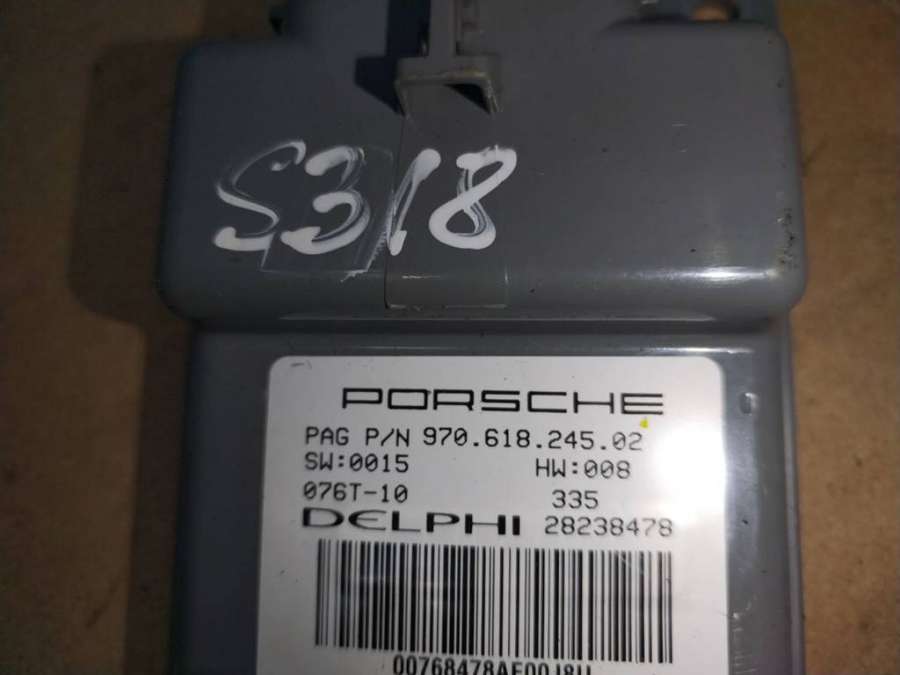 S318
PORSCHE
PAG P/N 970.618.245.02
SW:0015 HW:008
076T-10 335
DELPHI 28238478